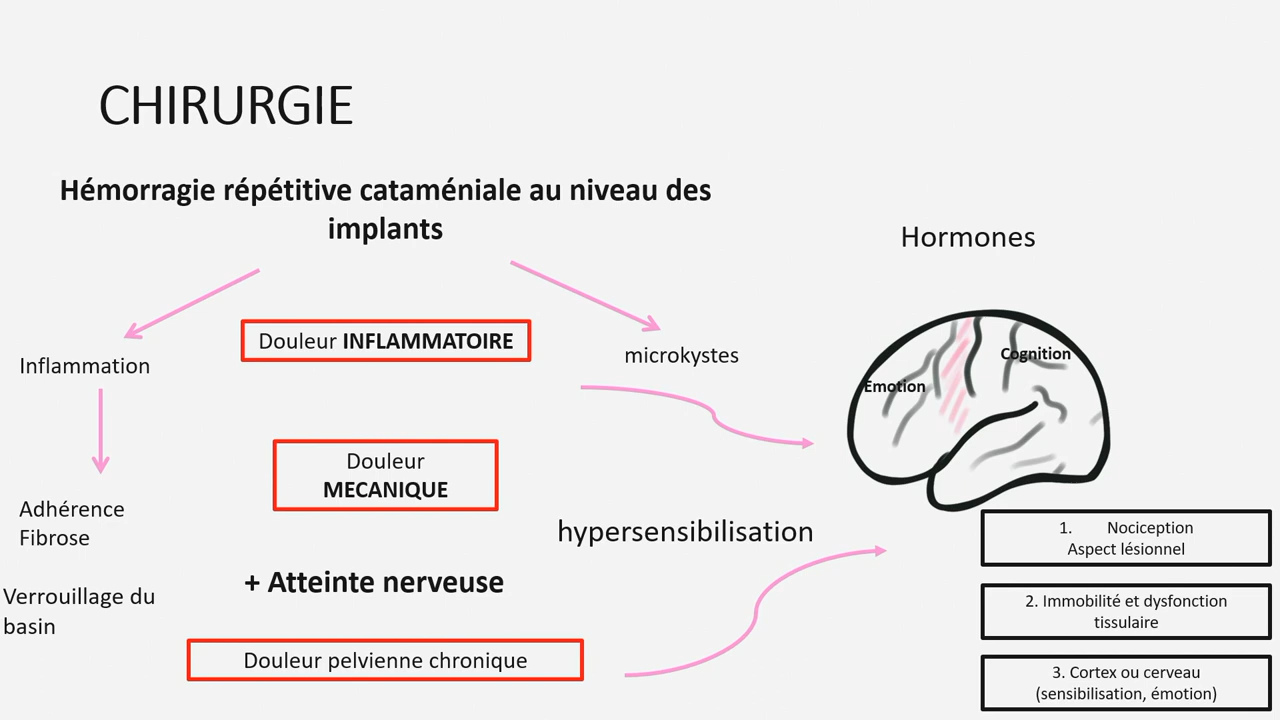 CHIRURGIE
Hémorragie répétitive cataméniale au niveau des
implants
Hormones
Douleur INFLAMMATOIRE
Inflammation
microkystes
Cognition
Emotion
Douleur
MECANIQUE
Adhérence
Fibrose
hypersensibilisation
1. Nociception
Aspect lésionnel
+ Atteinte nerveuse
Verrouillage du
basin
2. Immobilité et dysfonction
tissulaire
Douleur pelvienne chronique
3. Cortex ou cerveau
(sensibilisation, émotion)